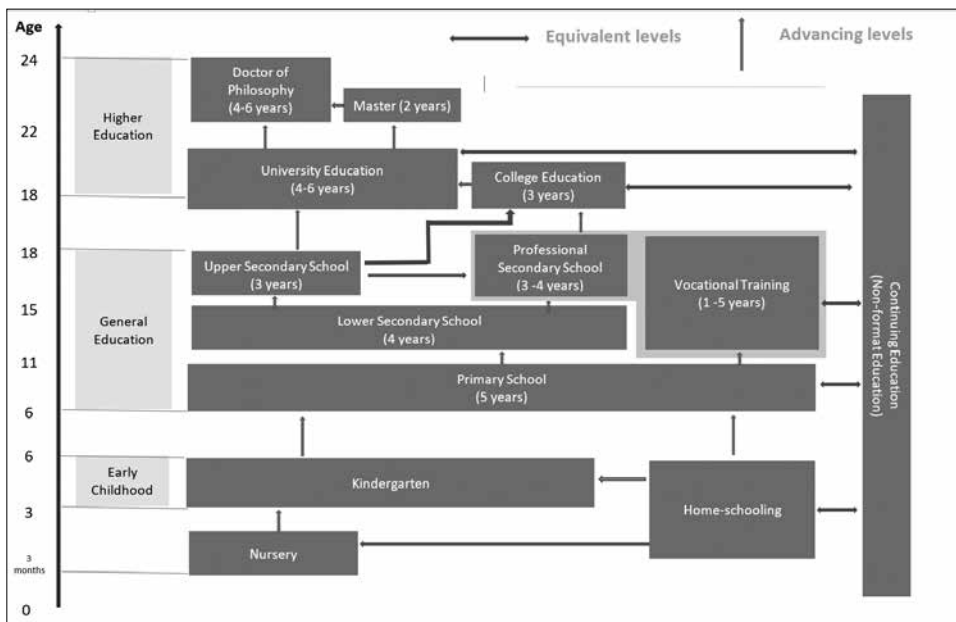 Age
Equivalent levels
Advancing levels
24
22
18
18
15
11
6
6
3
3
months
0
Higher
Education
General
Education
Early
Childhood
Doctor of
Philosophy
(4-6 years)
Master (2 years)
University Education
(4-6 years)
College Education
(3 years)
Upper Secondary School
(3 years)
Professional
Secondary School
(3 -4 years)
Vocational Training
(1 -5 years)
Lower Secondary School
(4 years)
Primary School
(5 years)
Kindergarten
Home-schooling
Nursery
Continuing Education
(Non-format Education)